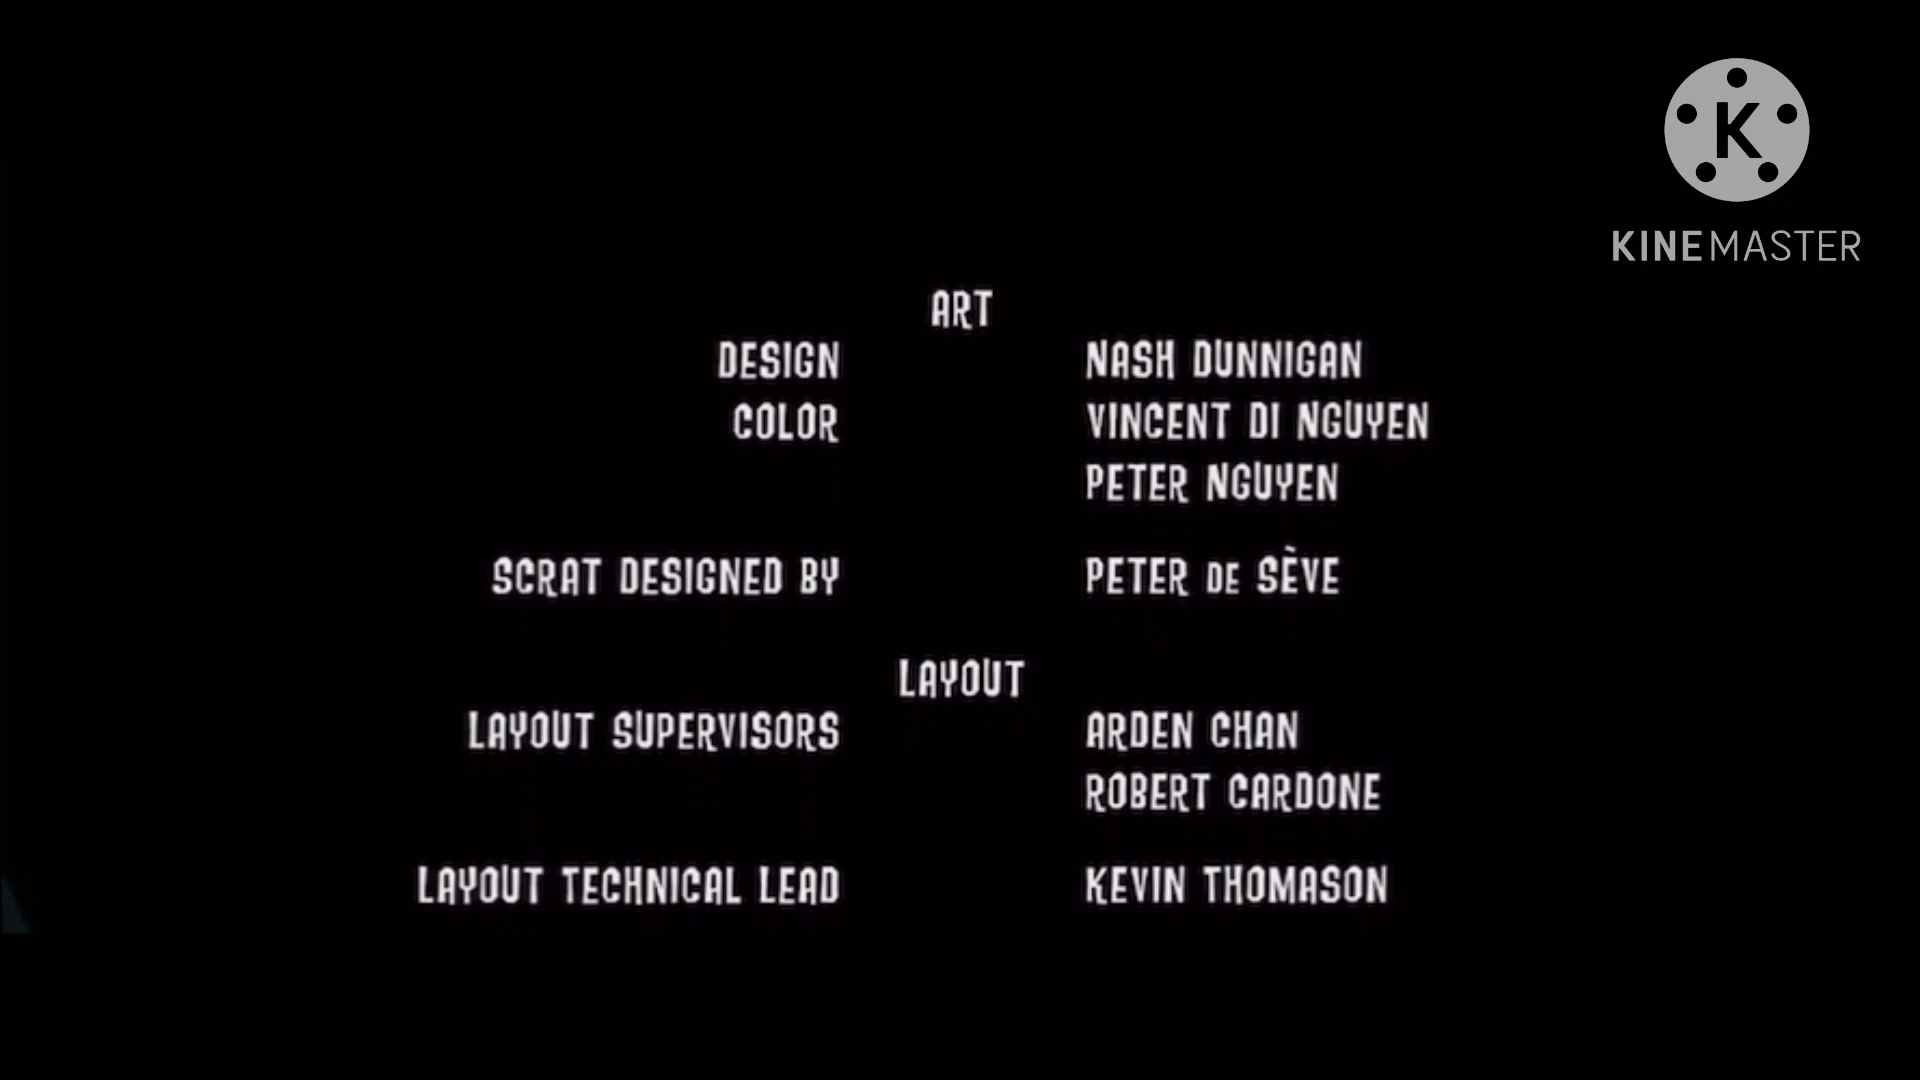 K
KINEMASTER
ART
DESIGN NASH DUNNIGAN
COLOR VINCENT DI NGUYEN
PETER NGUYEN
SCRAT DESIGNED BY PETER DE SÈVE
LAYOUT
LAYOUT SUPERVISORS ARDEN CHAN
ROBERT CARDONE
LAYOUT TECHNICAL LEAD KEVIN THOMASON